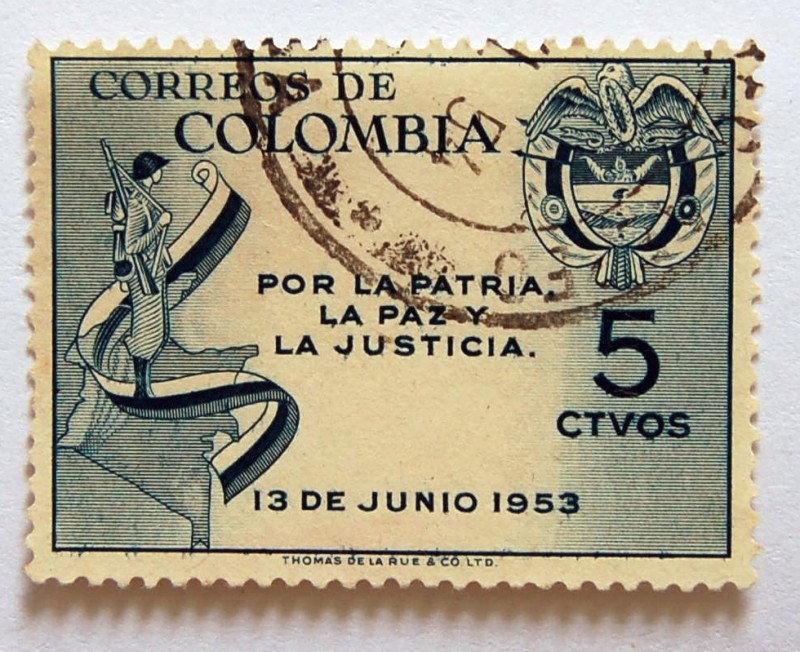 CORREOS DE
COLOMBIA
POR LA PATRIA,
LA PAZ Y
LA JUSTICIA.
5
CTVOS
13 DE JUNIO 1953
THOMAS DE LA RUE & CO LTD.